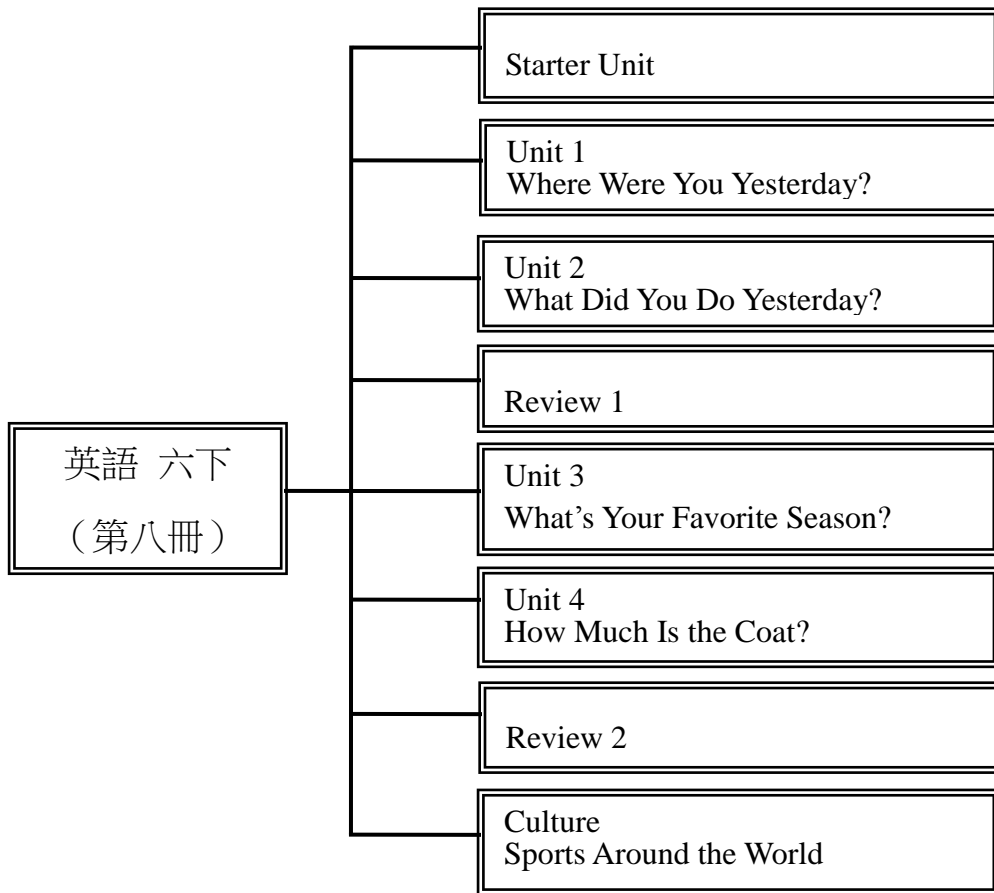 Starter Unit
Unit 1
Where Were You Yesterday?
Unit 2
What Did You Do Yesterday?
Review 1
英語 六下
（第八冊）
Unit 3
What’s Your Favorite Season?
Unit 4
How Much Is the Coat?
Review 2
Culture
Sports Around the World